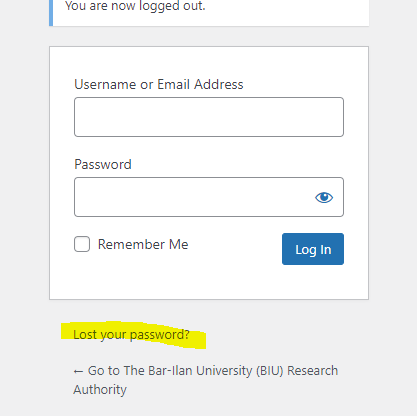 You are now logged out.
Username or Email Address
Password
Remember Me
Log In
Lost your password?
← Go to The Bar-Ilan University (BIU) Research
Authority